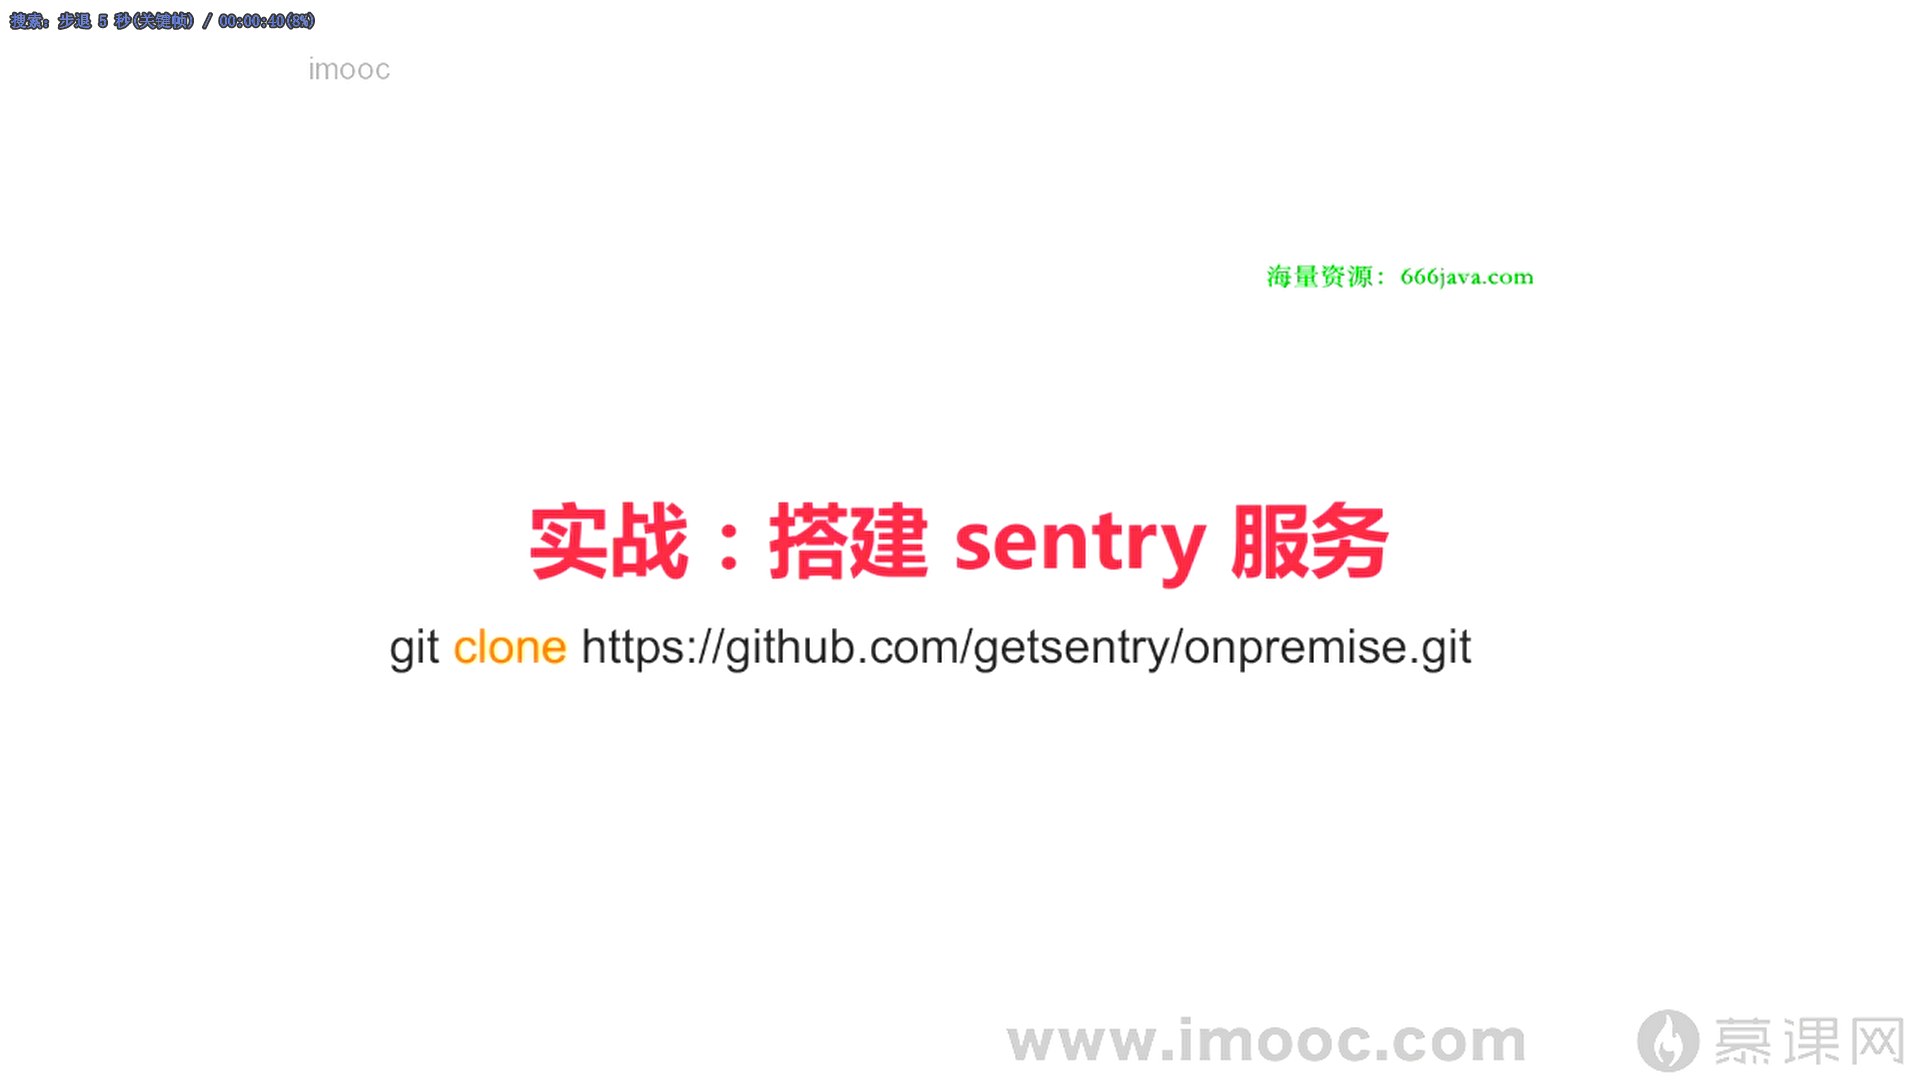 搜索: 步退 5 秒(关键帧) / 00:00:40(8%)
imooc
海量资源：666java.com
实战：搭建 sentry 服务
git clone https://github.com/getsentry/onpremise.git
www.imooc.com
慕课网